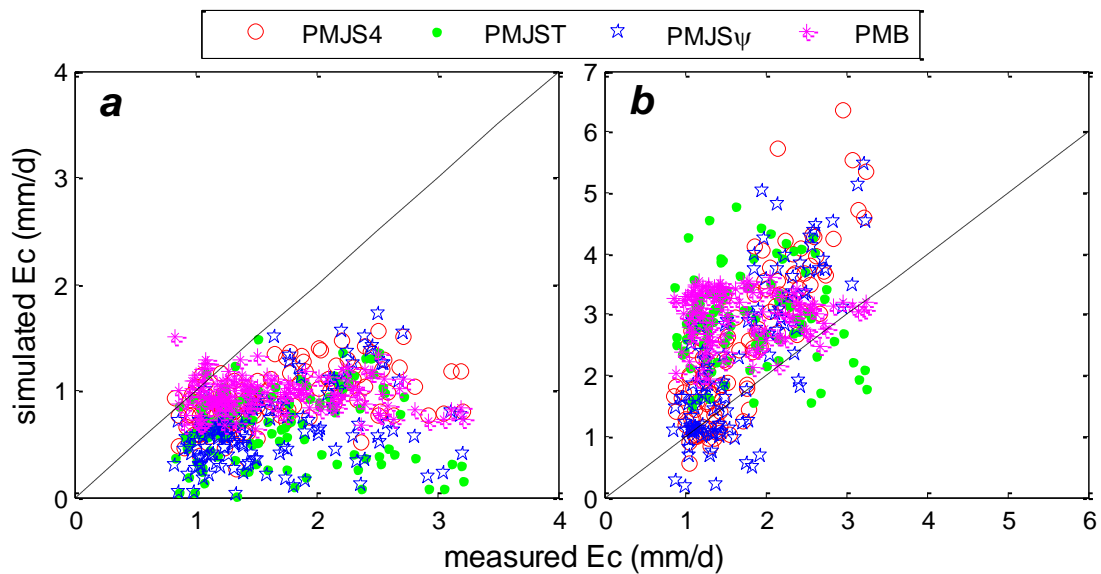 PMJS4 PMJST PMJSψ PMB
a
4
3
2
1
0
0 1 2 3 4
simulated Ec (mm/d)
b
7
6
5
4
3
2
1
0
0 1 2 3 4 5 6
measured Ec (mm/d)